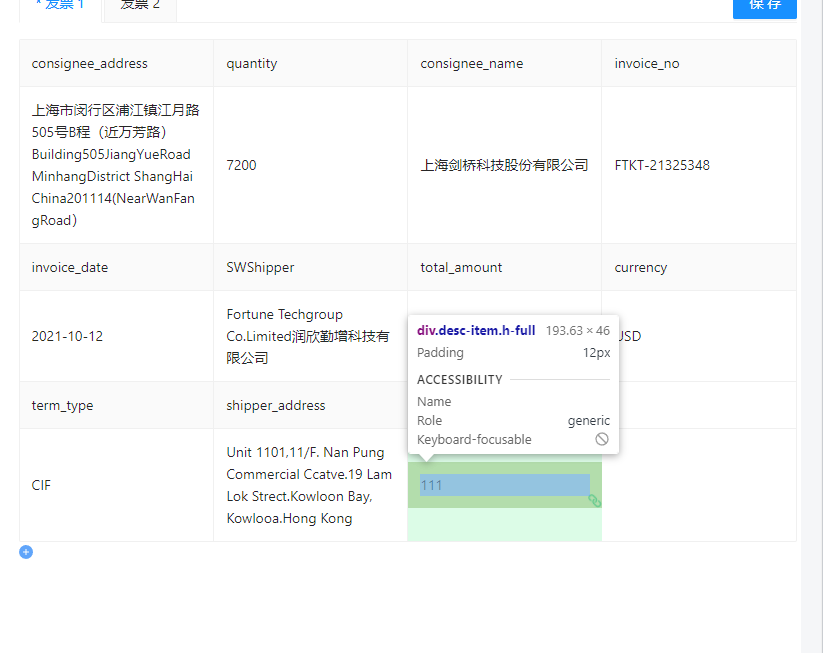 * 发票 1
发票 2
保 存
consignee_address
quantity
consignee_name
invoice_no
上海市闵行区浦江镇江月路
505号B程（近万芳路）
Building505JiangYueRoad
MinhangDistrict ShangHai
China201114(NearWanFan
gRoad）
7200
上海剑桥科技股份有限公司
FTKT-21325348
invoice_date
SWShipper
total_amount
currency
2021-10-12
Fortune Techgroup
Co.Limited润欣勤增科技有
限公司
USD
div.desc-item.h-full 193.63 × 46
Padding 12px
ACCESSIBILITY
Name
Role generic
Keyboard-focusable
term_type
shipper_address
CIF
Unit 1101,11/F. Nan Pung
Commercial Ccatve.19 Lam
Lok Strect.Kowloon Bay,
Kowlooa.Hong Kong
111